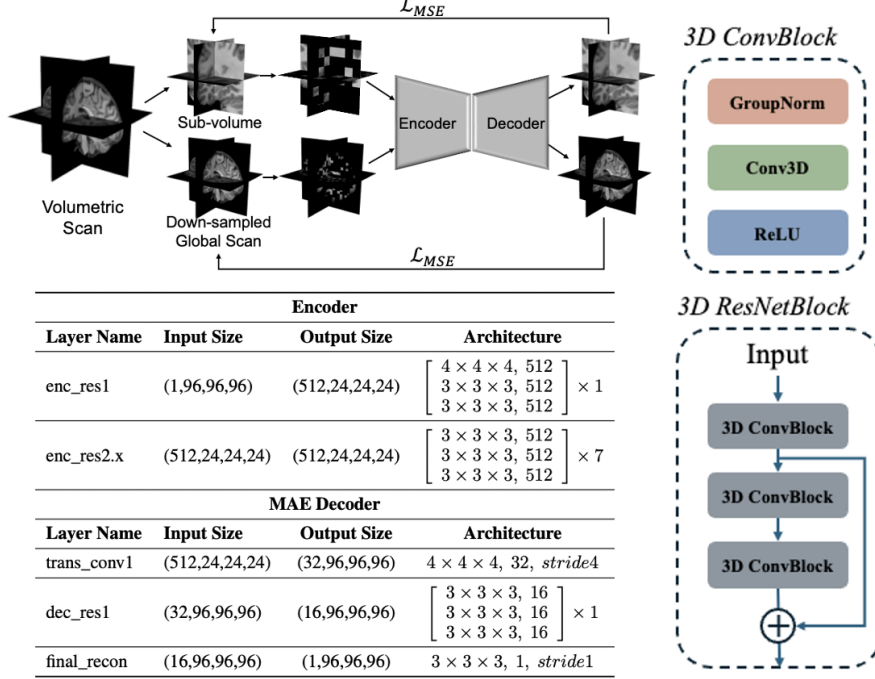 ℒ_MSE
Sub-volume
Volumetric
Scan
Down-sampled
Global Scan
Encoder
Decoder
ℒ_MSE
3D ConvBlock
GroupNorm
Conv3D
ReLU
Encoder
Layer Name Input Size Output Size Architecture
enc_res1 (1,96,96,96) (512,24,24,24) [ 4 × 4 × 4, 512
3 × 3 × 3, 512
3 × 3 × 3, 512 ] × 1
enc_res2.x (512,24,24,24) (512,24,24,24) [ 3 × 3 × 3, 512
3 × 3 × 3, 512
3 × 3 × 3, 512 ] × 7
MAE Decoder
Layer Name Input Size Output Size Architecture
trans_conv1 (512,24,24,24) (32,96,96,96) 4 × 4 × 4, 32, stride4
dec_res1 (32,96,96,96) (16,96,96,96) [ 3 × 3 × 3, 16
3 × 3 × 3, 16
3 × 3 × 3, 16 ] × 1
final_recon (16,96,96,96) (1,96,96,96) 3 × 3 × 3, 1, stride1
3D ResNetBlock
Input
3D ConvBlock
3D ConvBlock
3D ConvBlock
+